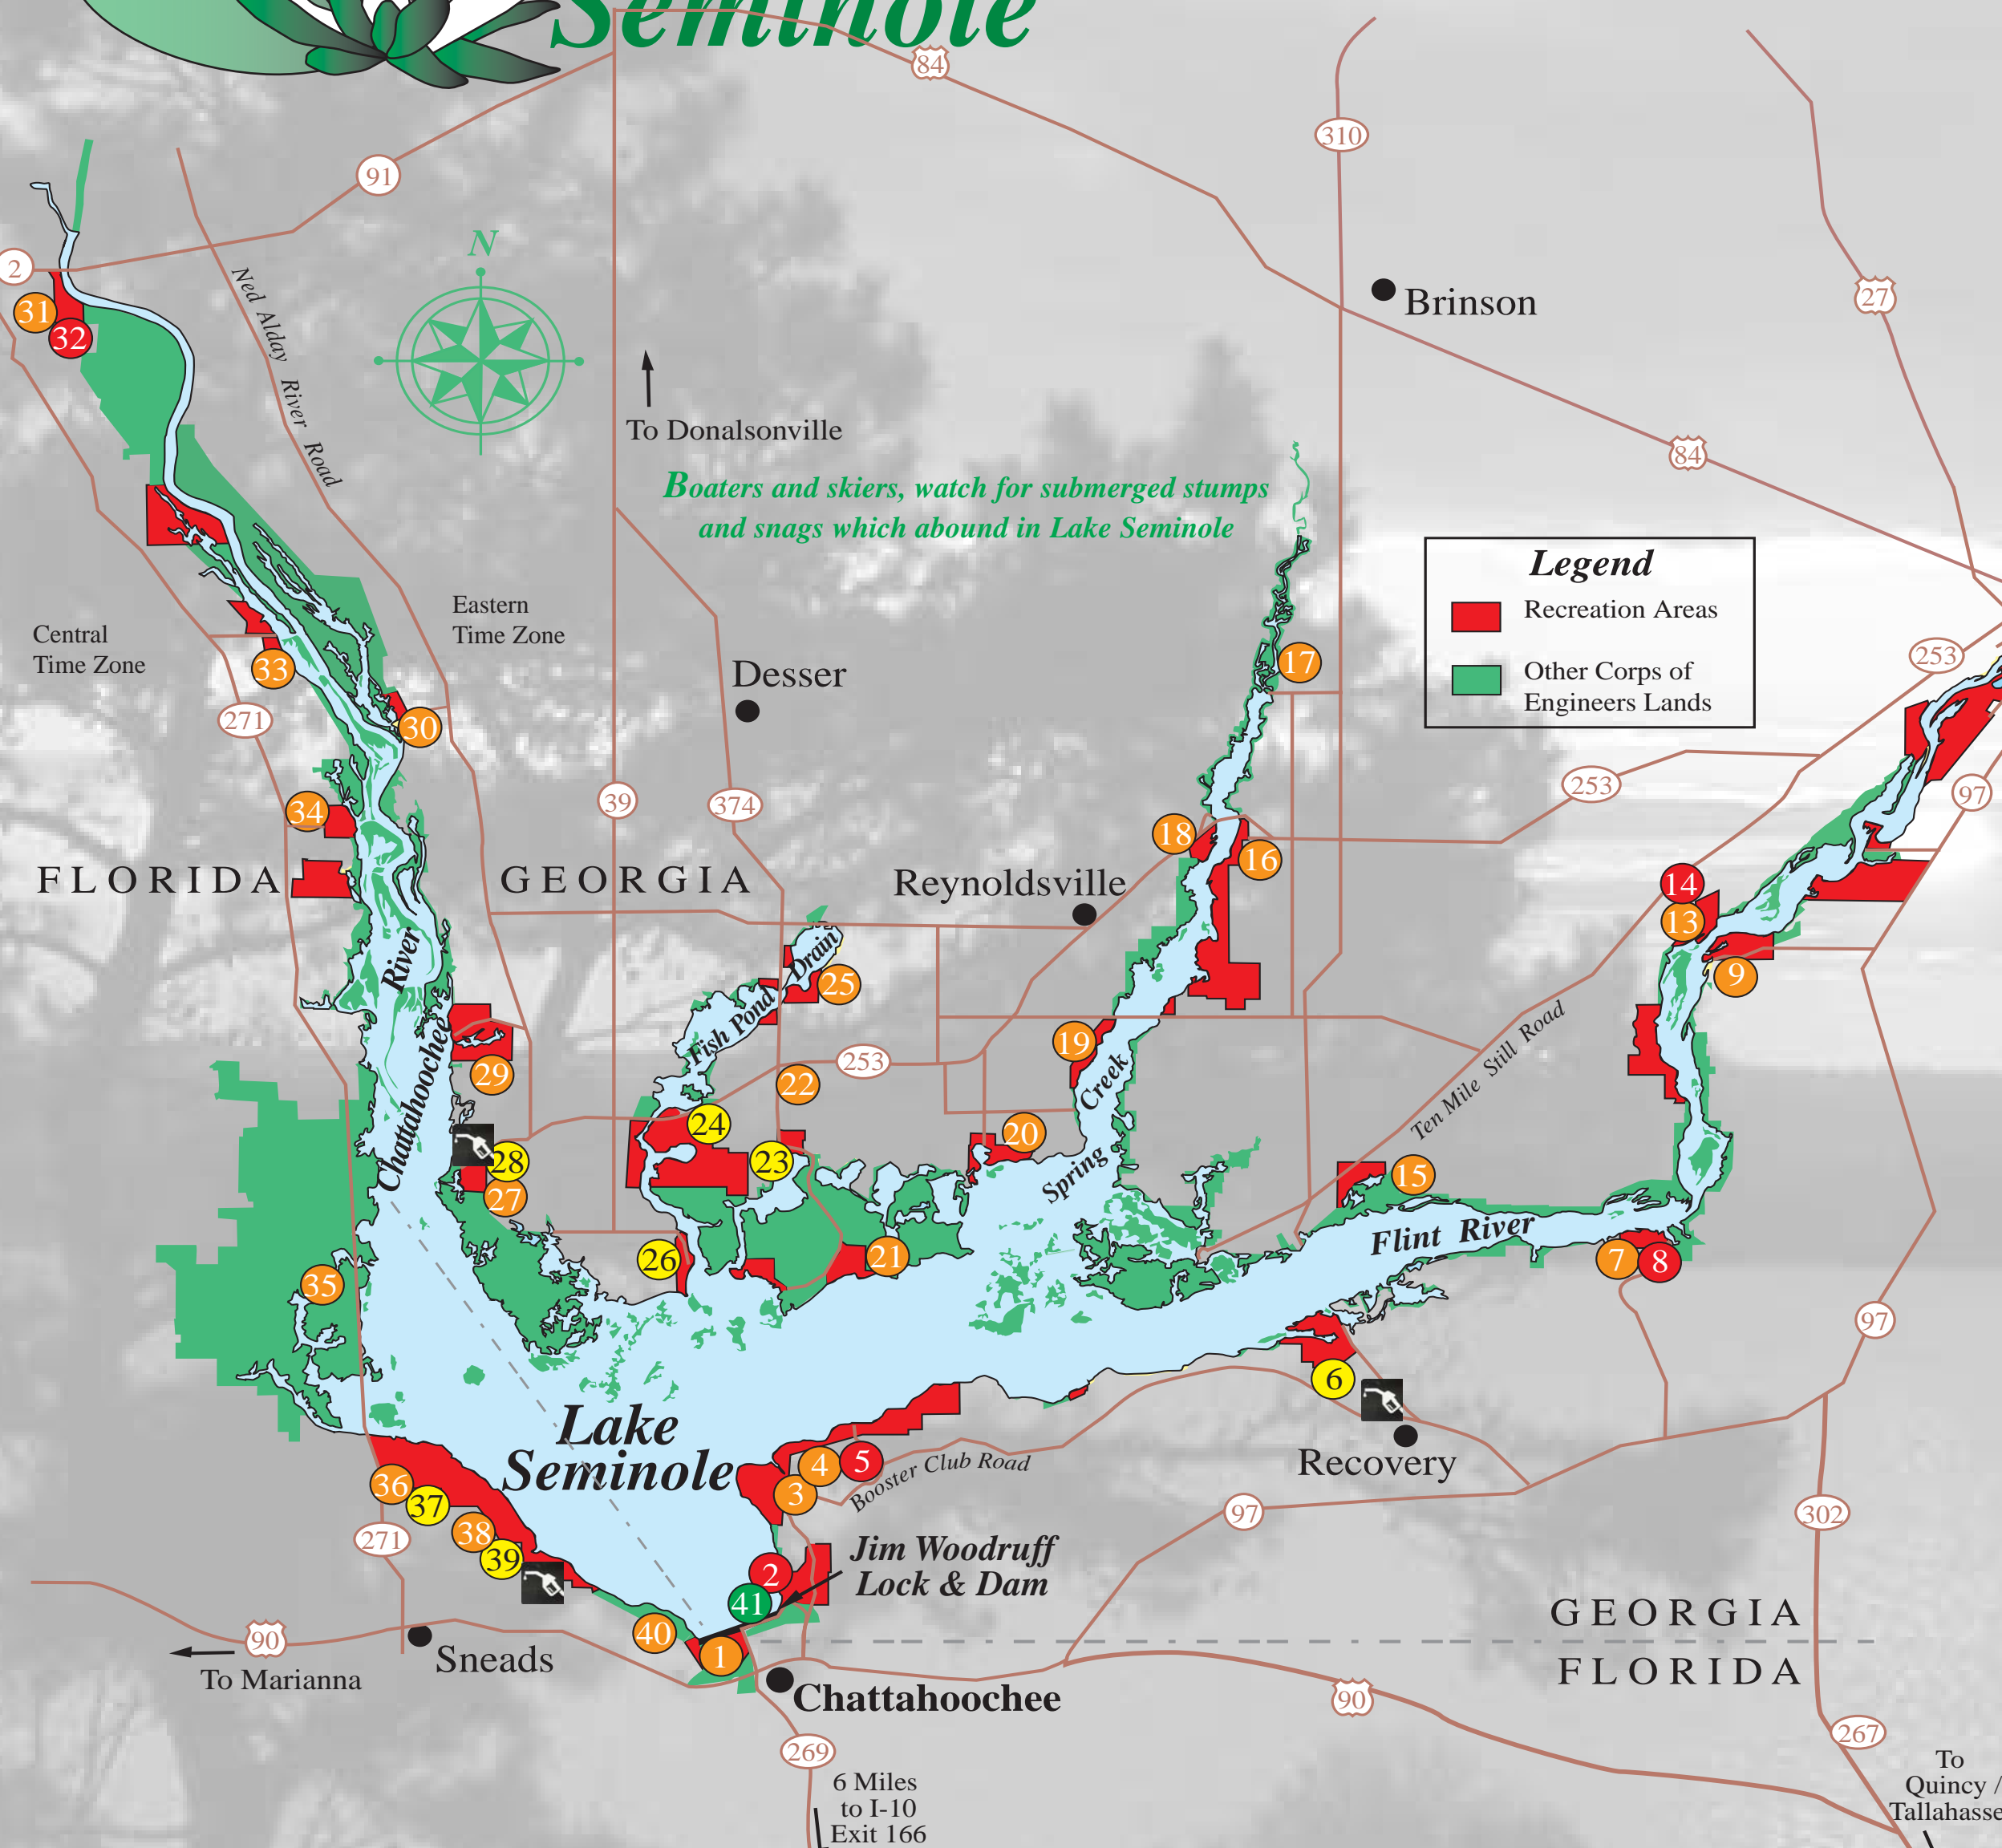 Seminole
84
310
91
2
27
N
31
32
Ned Alday River Road
Brinson
To Donalsonville
84
Boaters and skiers, watch for submerged stumps
and snags which abound in Lake Seminole
Legend
Recreation Areas
Other Corps of
Engineers Lands
Central
Time Zone
Eastern
Time Zone
33
271
30
Desser
17
253
39
374
253
97
34
18
16
FLORIDA
GEORGIA
Reynoldsville
14
13
9
Chattahoochee River
Fish Pond Drain
25
29
253
22
19
Spring Creek
Ten Mile Still Road
24
23
20
28
27
15
26
21
Flint River
7
8
35
97
6
Lake
Seminole
Recovery
36
37
38
39
271
4
5
3
Booster Club Road
97
302
Jim Woodruff
Lock & Dam
2
41
40
1
GEORGIA
FLORIDA
90
Sneads
To Marianna
Chattahoochee
90
267
269
6 Miles
to I-10
Exit 166
To
Quincy /
Tallahasse